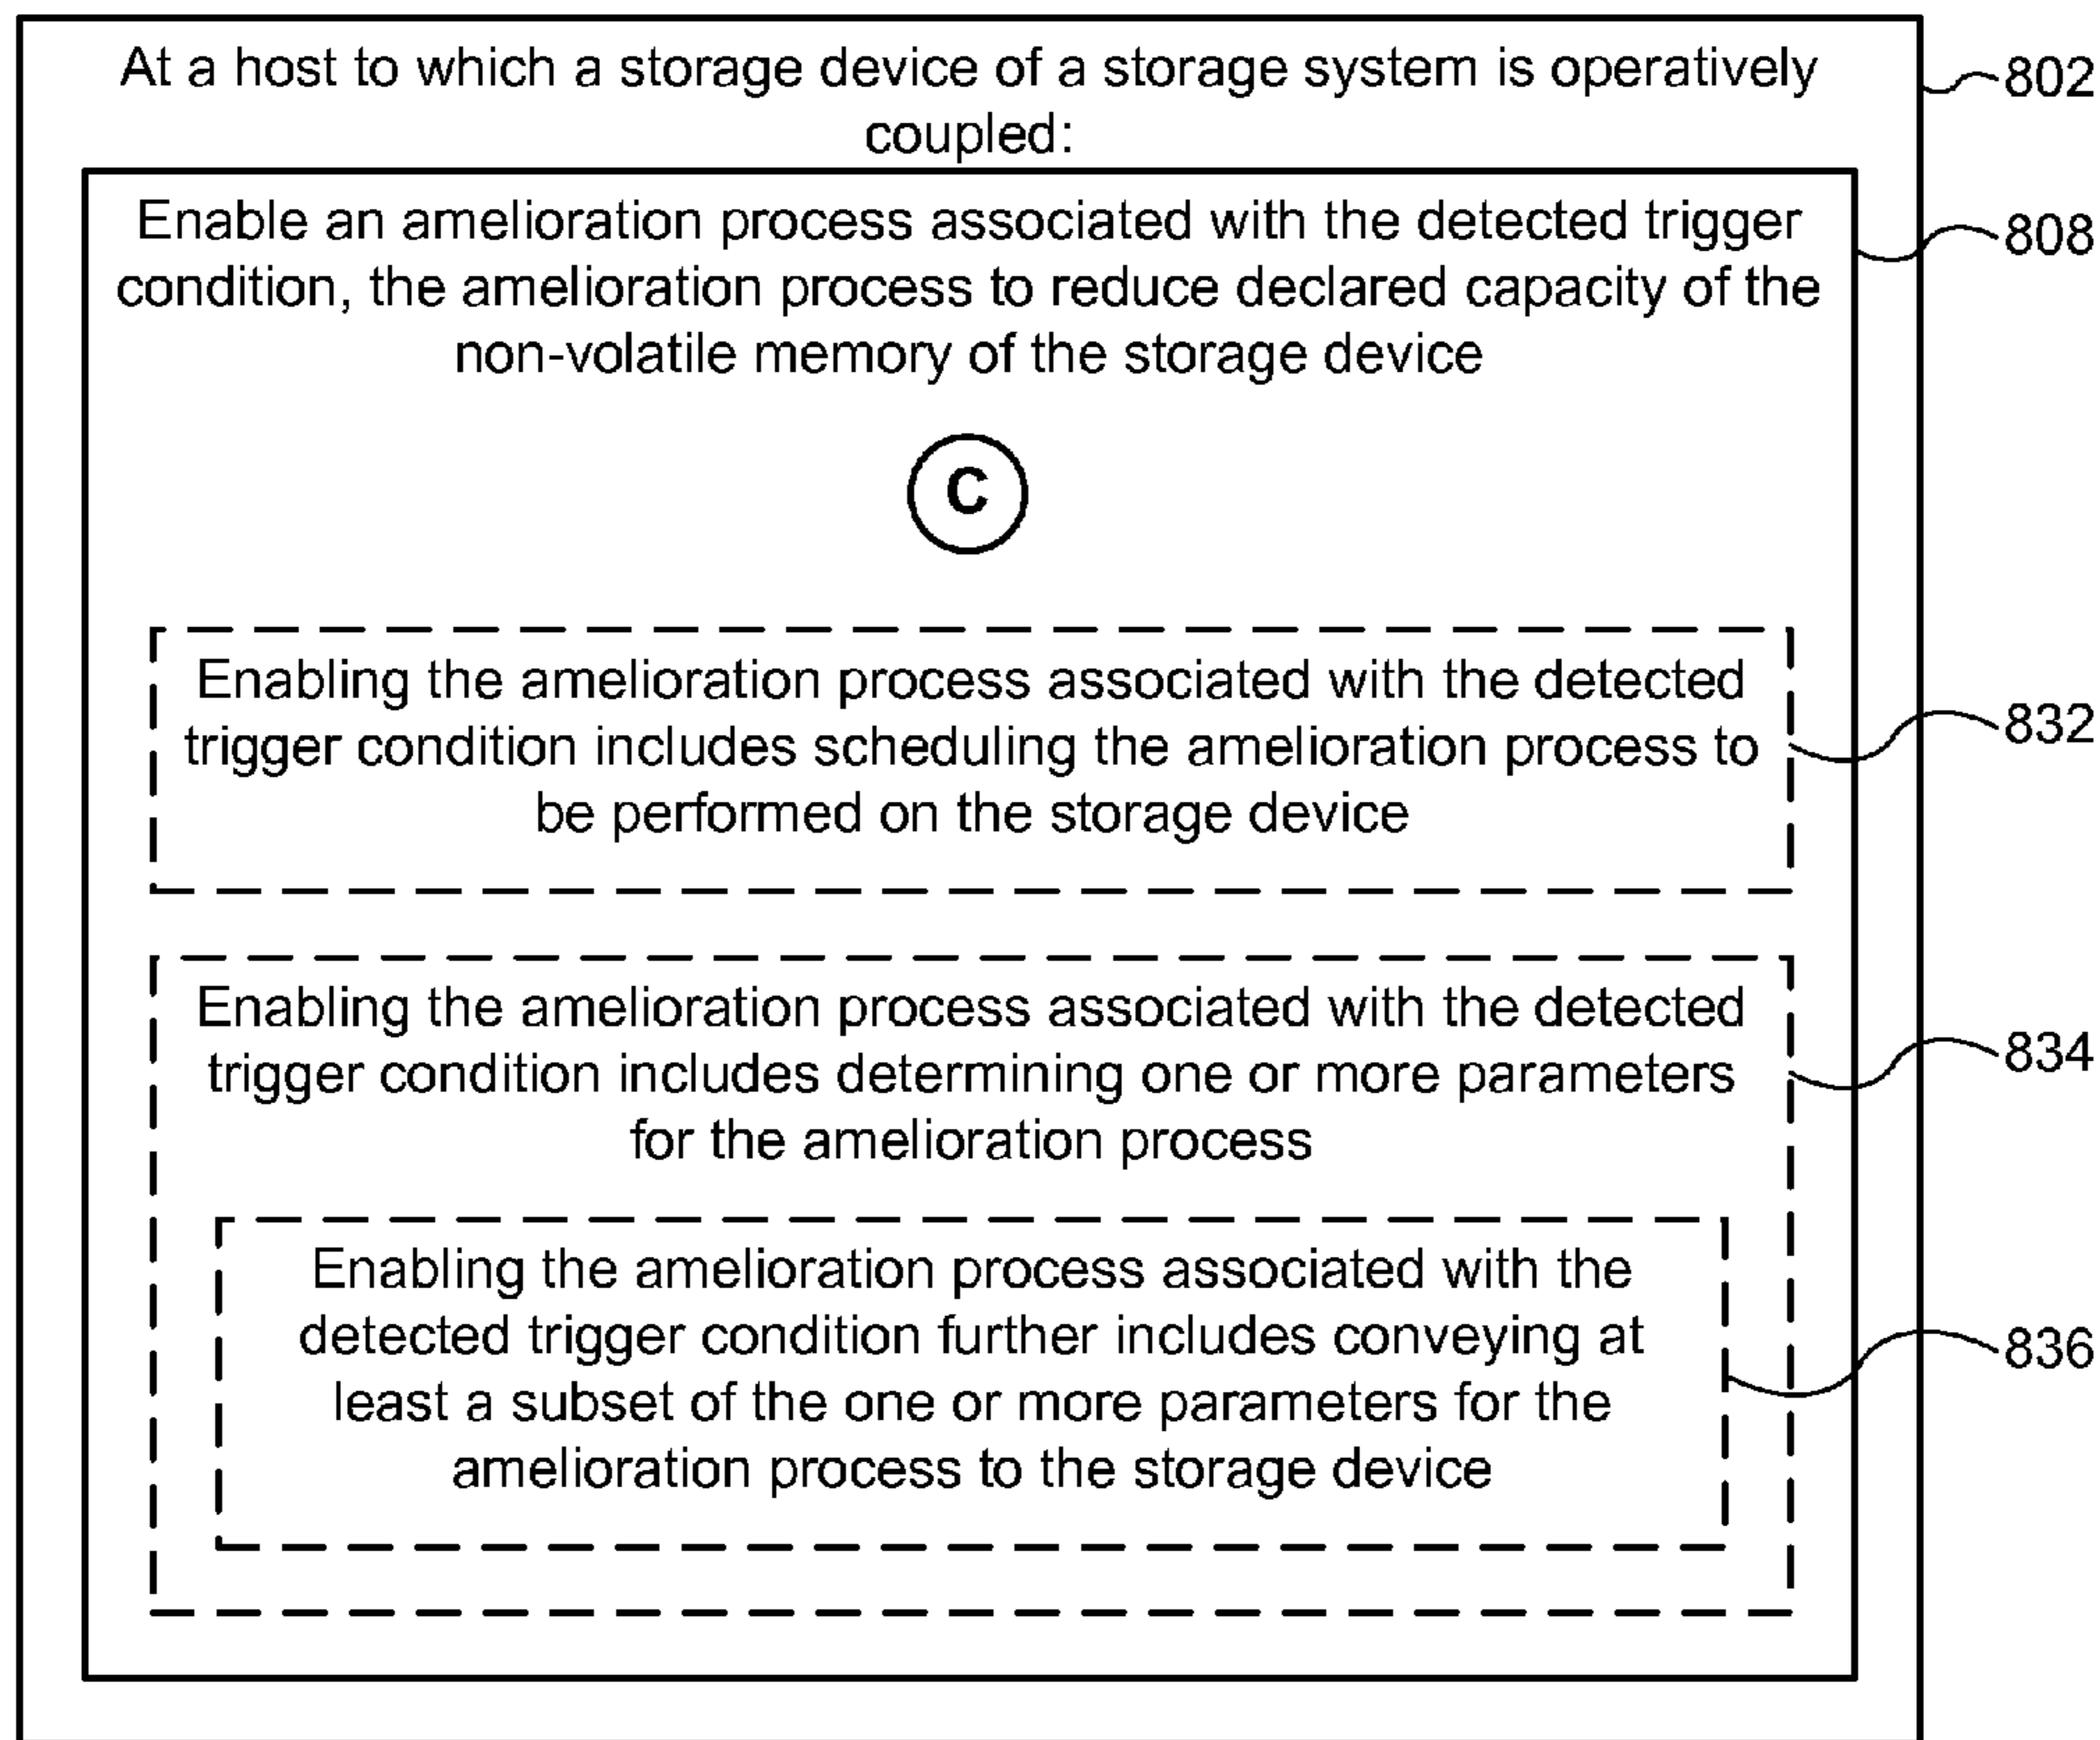 At a host to which a storage device of a storage system is operatively
coupled:
802
Enable an amelioration process associated with the detected trigger
condition, the amelioration process to reduce declared capacity of the
non-volatile memory of the storage device
808
C
Enabling the amelioration process associated with the detected
trigger condition includes scheduling the amelioration process to
be performed on the storage device
832
Enabling the amelioration process associated with the detected
trigger condition includes determining one or more parameters
for the amelioration process
834
Enabling the amelioration process associated with the
detected trigger condition further includes conveying at
least a subset of the one or more parameters for the
amelioration process to the storage device
836